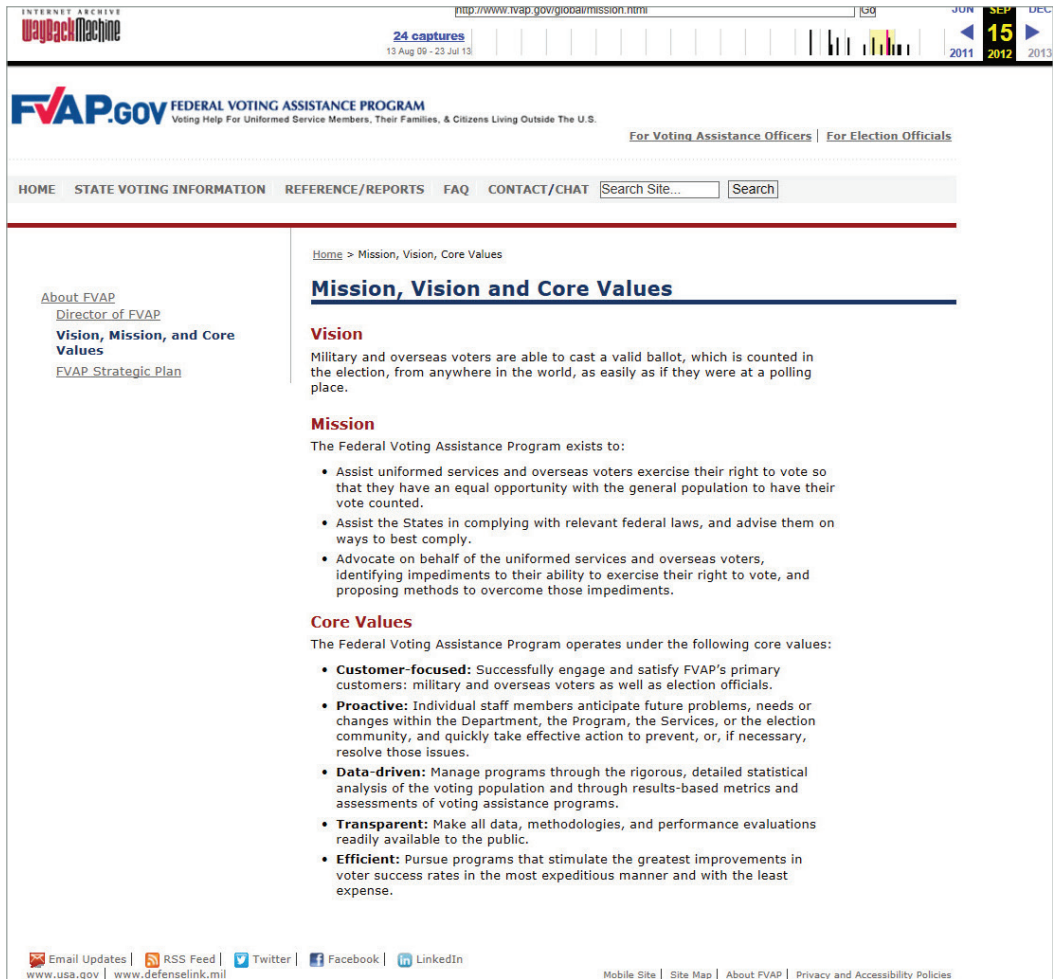 INTERNET ARCHIVE
WayBackMachine
http://www.fvap.gov/global/mission.html
Go
JUN SEP DEC
24 captures
13 Aug 09 - 23 Jul 13
15
2011 2012 2013
FVAP.GOV FEDERAL VOTING ASSISTANCE PROGRAM
Voting Help For Uniformed Service Members, Their Families, & Citizens Living Outside The U.S.
For Voting Assistance Officers | For Election Officials
HOME STATE VOTING INFORMATION REFERENCE/REPORTS FAQ CONTACT/CHAT Search Site... Search
About FVAP
Director of FVAP
Vision, Mission, and Core
Values
FVAP Strategic Plan
Home > Mission, Vision, Core Values
Mission, Vision and Core Values
Vision
Military and overseas voters are able to cast a valid ballot, which is counted in
the election, from anywhere in the world, as easily as if they were at a polling
place.
Mission
The Federal Voting Assistance Program exists to:
• Assist uniformed services and overseas voters exercise their right to vote so
that they have an equal opportunity with the general population to have their
vote counted.
• Assist the States in complying with relevant federal laws, and advise them on
ways to best comply.
• Advocate on behalf of the uniformed services and overseas voters,
identifying impediments to their ability to exercise their right to vote, and
proposing methods to overcome those impediments.
Core Values
The Federal Voting Assistance Program operates under the following core values:
• Customer-focused: Successfully engage and satisfy FVAP's primary
customers: military and overseas voters as well as election officials.
• Proactive: Individual staff members anticipate future problems, needs or
changes within the Department, the Program, the Services, or the election
community, and quickly take effective action to prevent, or, if necessary,
resolve those issues.
• Data-driven: Manage programs through the rigorous, detailed statistical
analysis of the voting population and through results-based metrics and
assessments of voting assistance programs.
• Transparent: Make all data, methodologies, and performance evaluations
readily available to the public.
• Efficient: Pursue programs that stimulate the greatest improvements in
voter success rates in the most expeditious manner and with the least
expense.
Email Updates | RSS Feed | Twitter | Facebook | LinkedIn
www.usa.gov | www.defenselink.mil
Mobile Site | Site Map | About FVAP | Privacy and Accessibility Policies